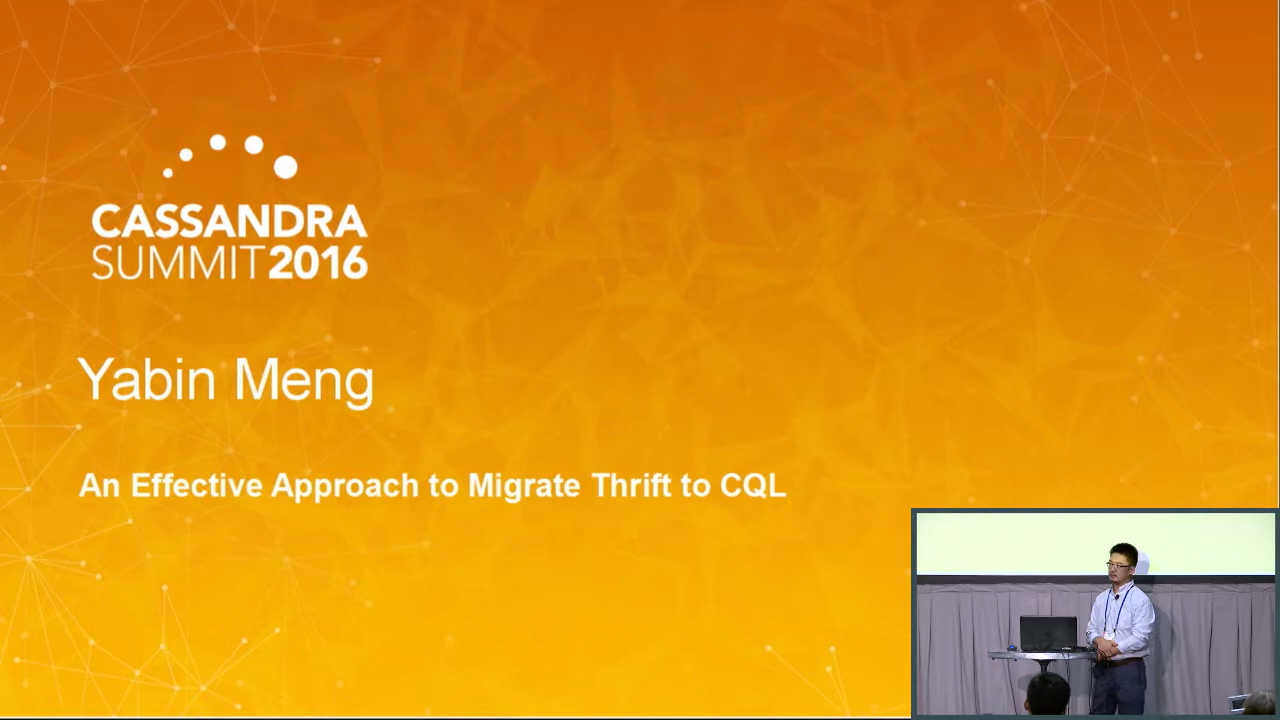 CASSANDRA
SUMMIT2016
Yabin Meng
An Effective Approach to Migrate Thrift to CQL